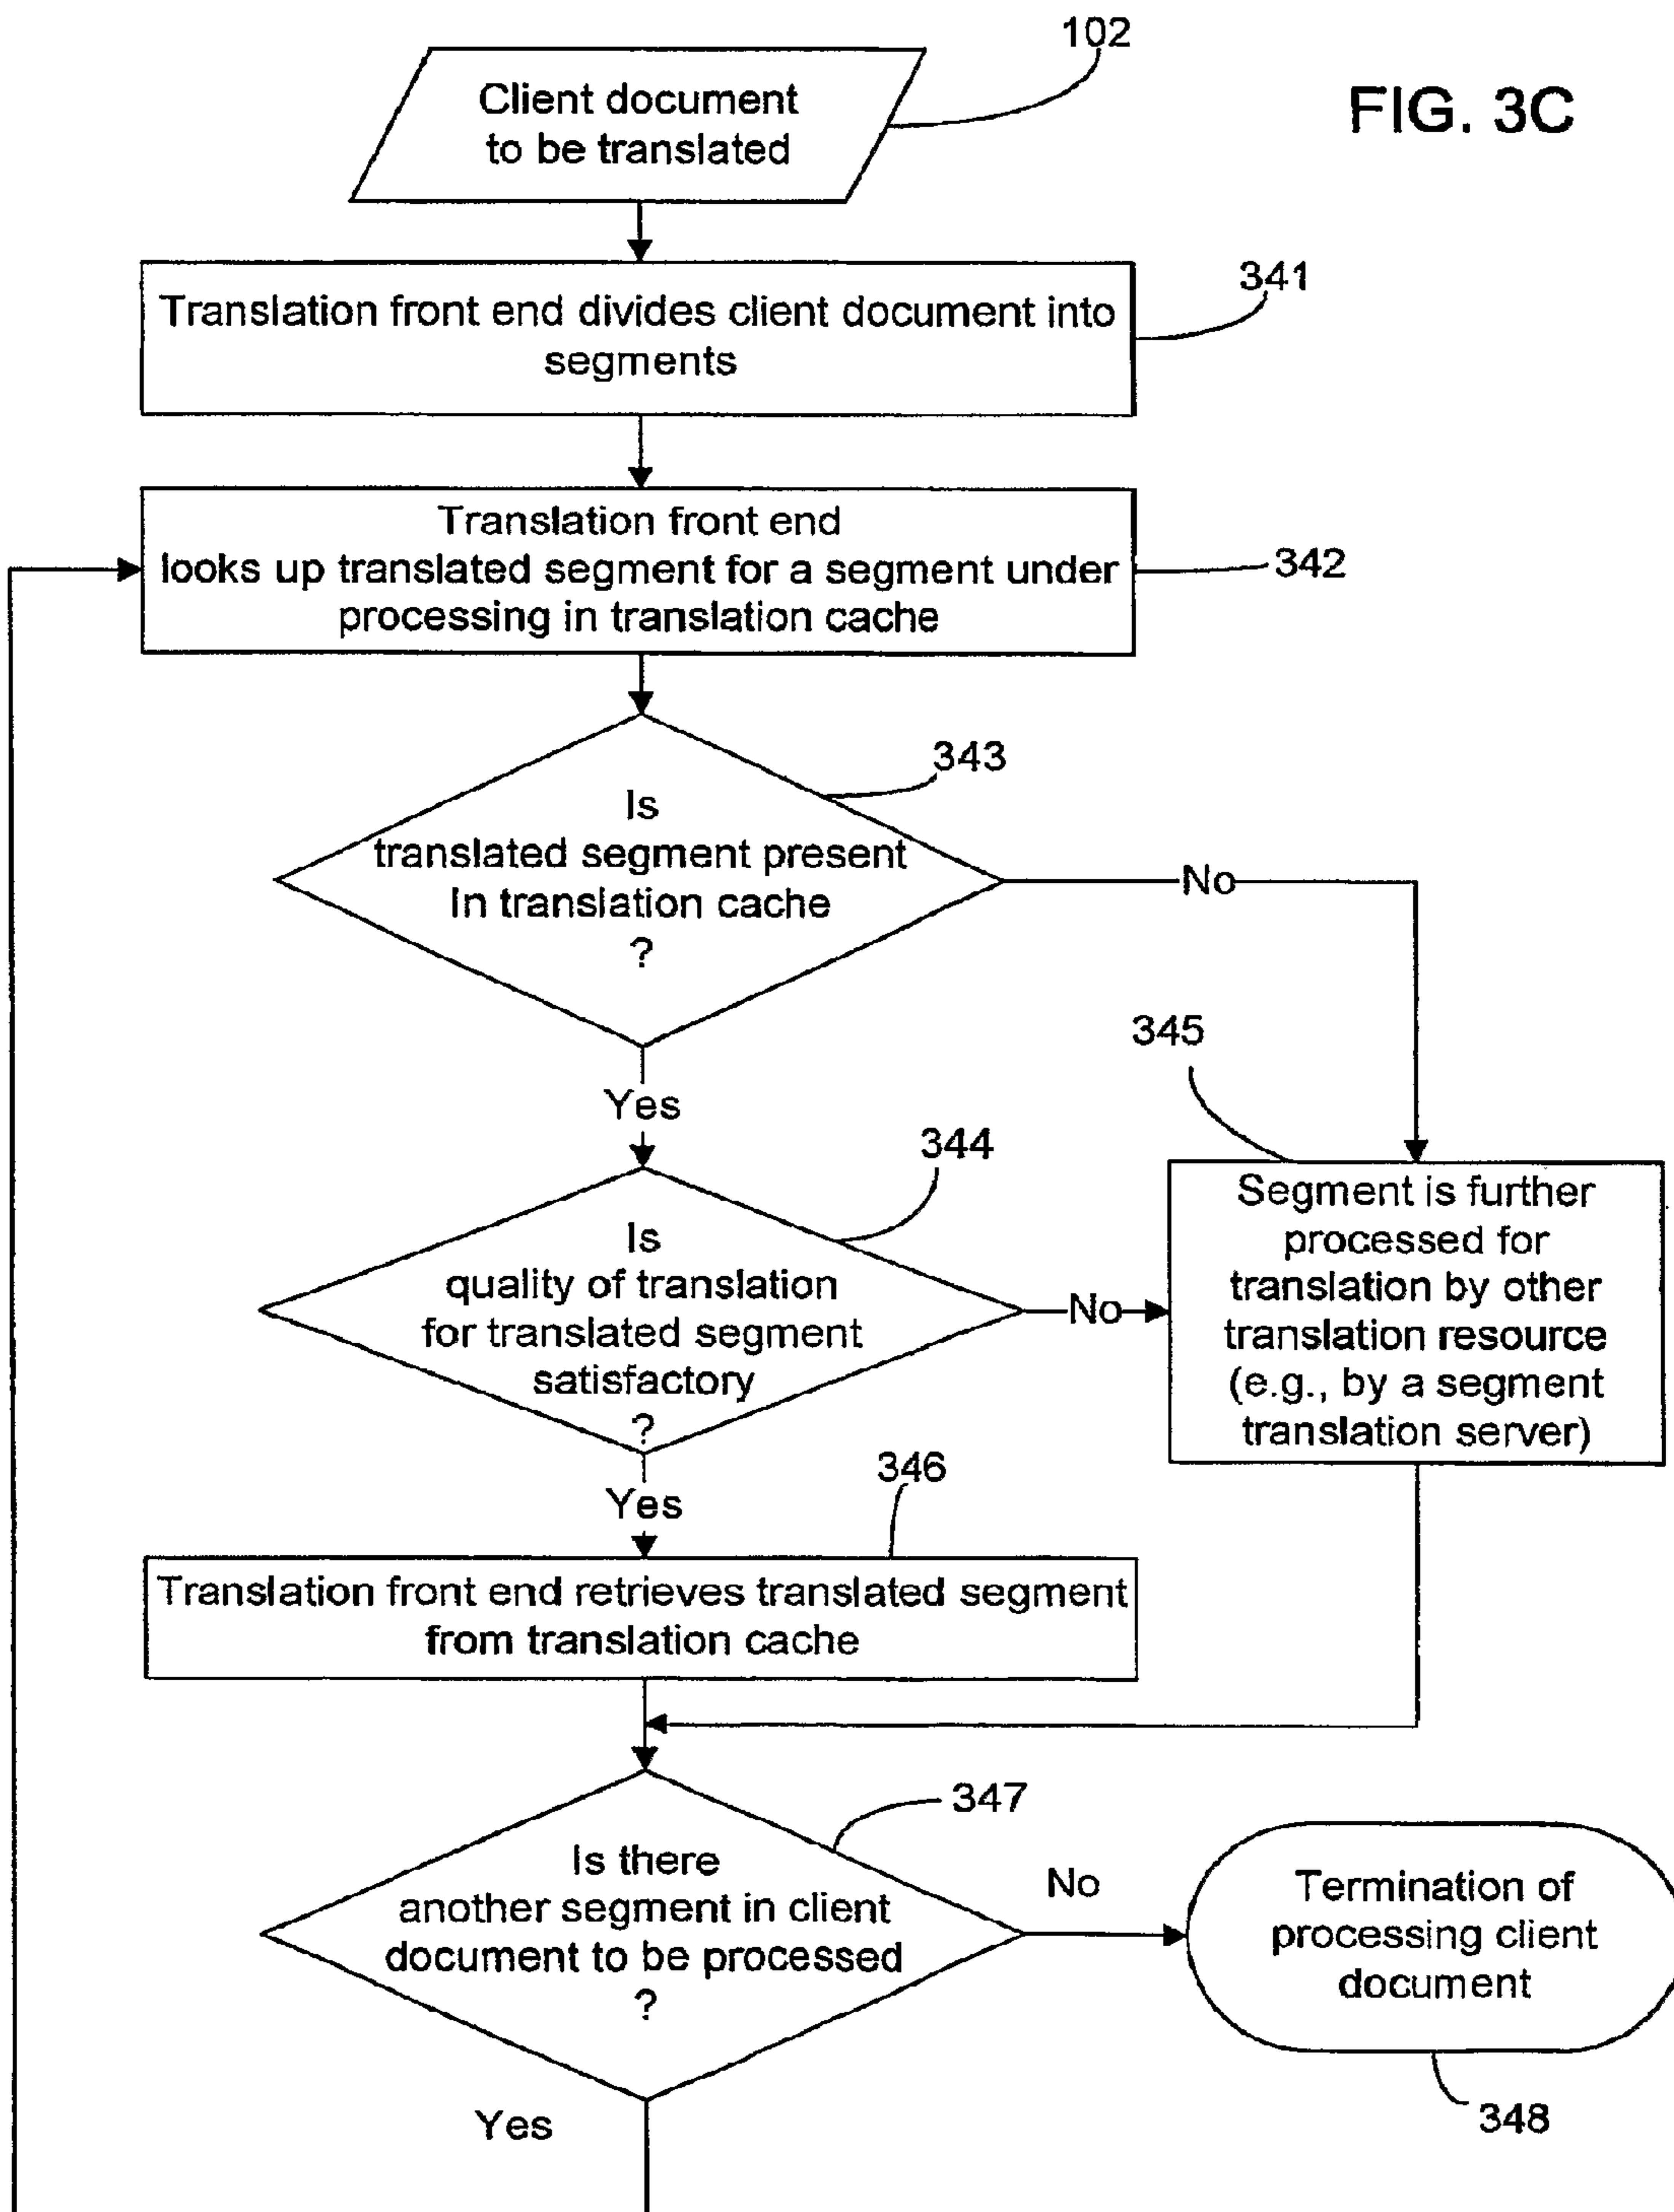 102
FIG. 3C
Client document
to be translated
341
Translation front end divides client document into
segments
Translation front end
looks up translated segment for a segment under
processing in translation cache
342
343
Is
translated segment present
In translation cache
?
No
Yes
345
344
Is
quality of translation
for translated segment
satisfactory
?
No
Segment is further
processed for
translation by other
translation resource
(e.g., by a segment
translation server)
Yes
346
Translation front end retrieves translated segment
from translation cache
347
Is there
another segment in client
document to be processed
?
No
Termination of
processing client
document
Yes
348